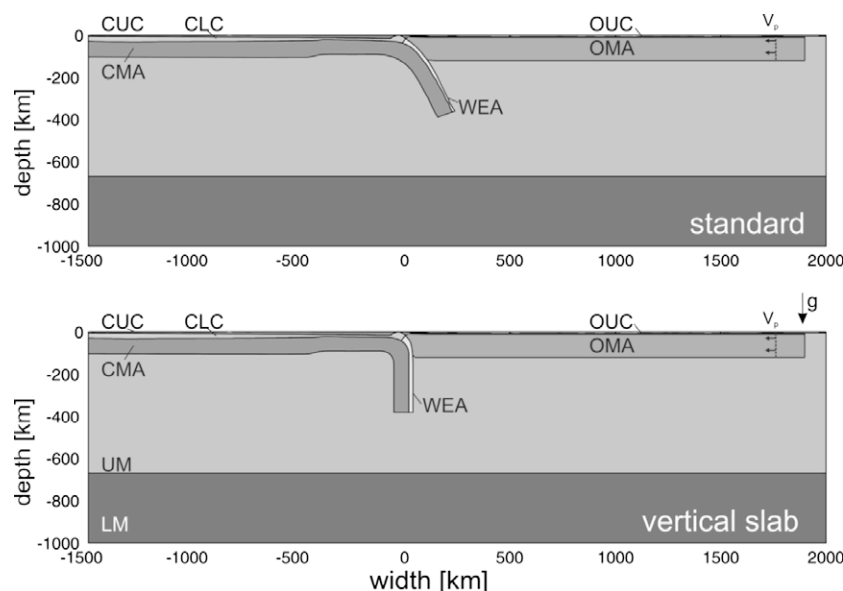 CUC CLC OUC Vp
0
-200
-400
-600
-800
-1000
depth [km]
CMA
OMA
WEA
standard
-1500 -1000 -500 0 500 1000 1500 2000
g
CUC CLC OUC Vp
0
-200
-400
-600
-800
-1000
depth [km]
CMA
OMA
WEA
UM
LM
vertical slab
-1500 -1000 -500 0 500 1000 1500 2000
width [km]